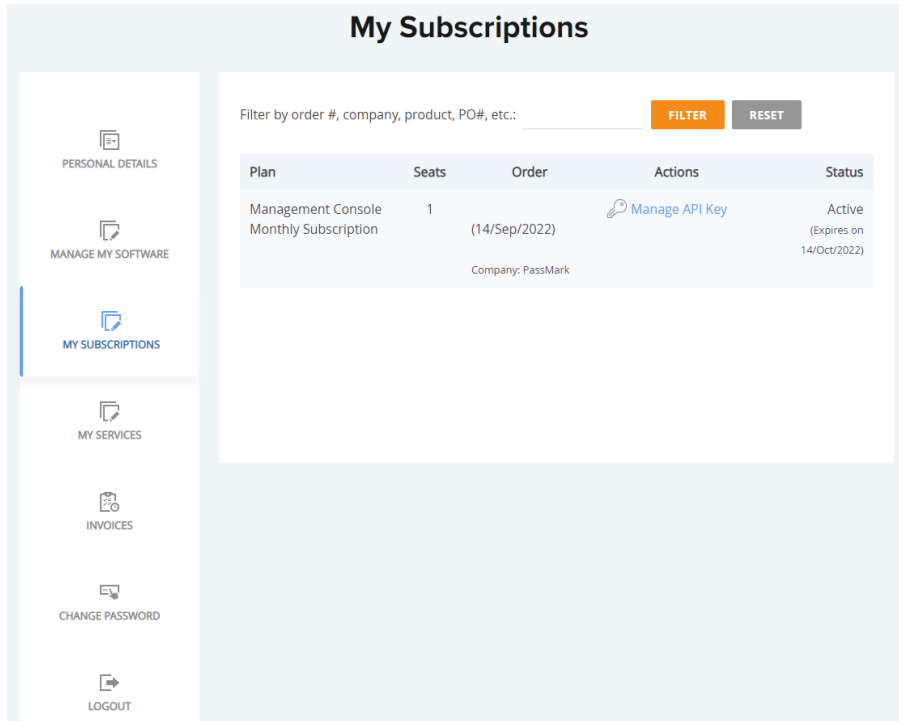 My Subscriptions
PERSONAL DETAILS
MANAGE MY SOFTWARE
MY SUBSCRIPTIONS
MY SERVICES
INVOICES
CHANGE PASSWORD
LOGOUT
Filter by order #, company, product, PO#, etc.: FILTER RESET
Plan Seats Order Actions Status
Management Console 1 Manage API Key Active
Monthly Subscription (14/Sep/2022) (Expires on
14/Oct/2022)
Company: PassMark